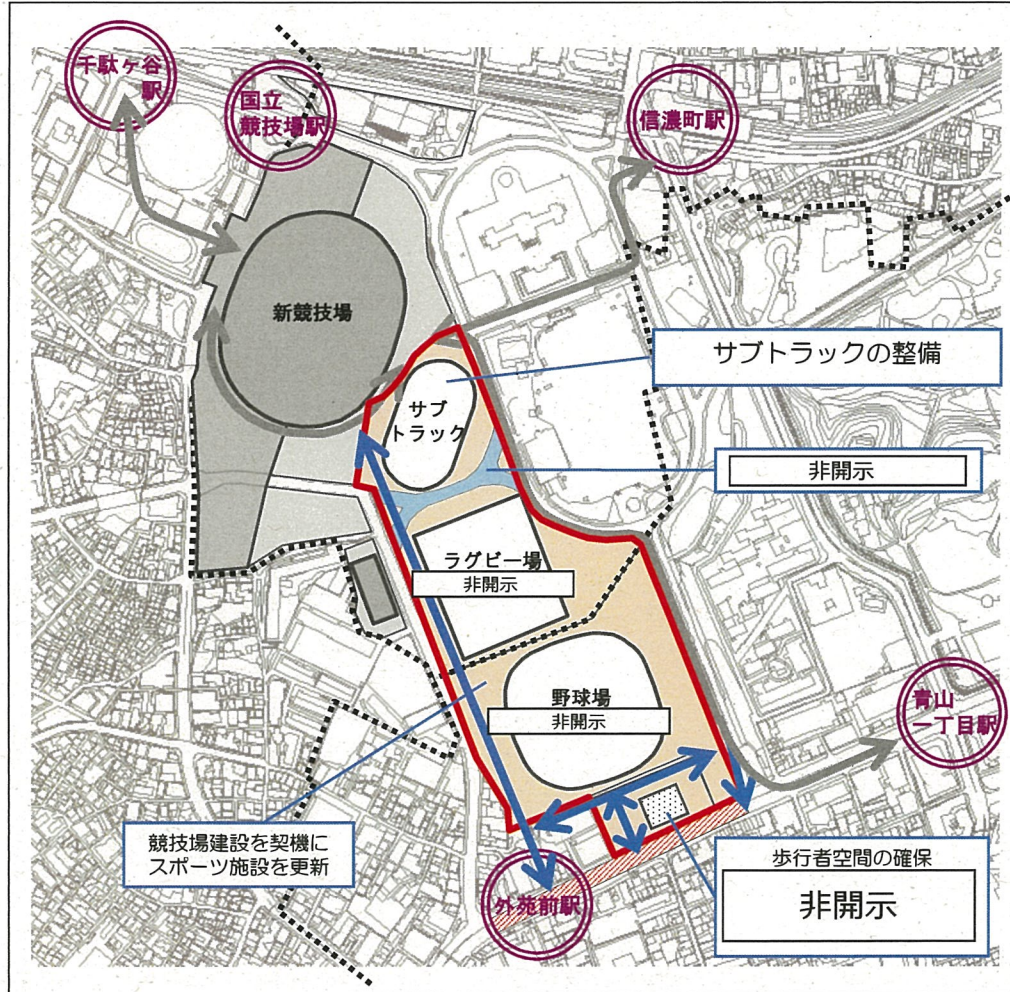 千駄ヶ谷
駅
国立
競技場駅
信濃町駅
新競技場
サブトラックの整備
サブ
トラック
非開示
ラグビー場
非開示
野球場
非開示
青山
一丁目駅
競技場建設を契機に
スポーツ施設を更新
歩行者空間の確保
非開示
外苑前駅